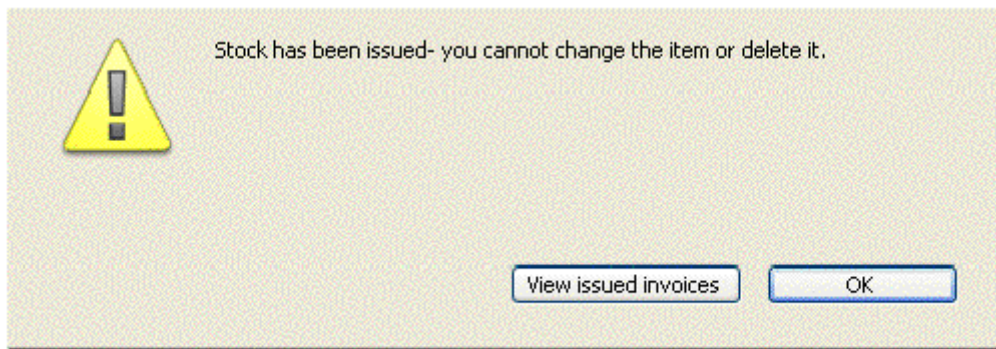 Stock has been issued- you cannot change the item or delete it.
View issued invoices
OK